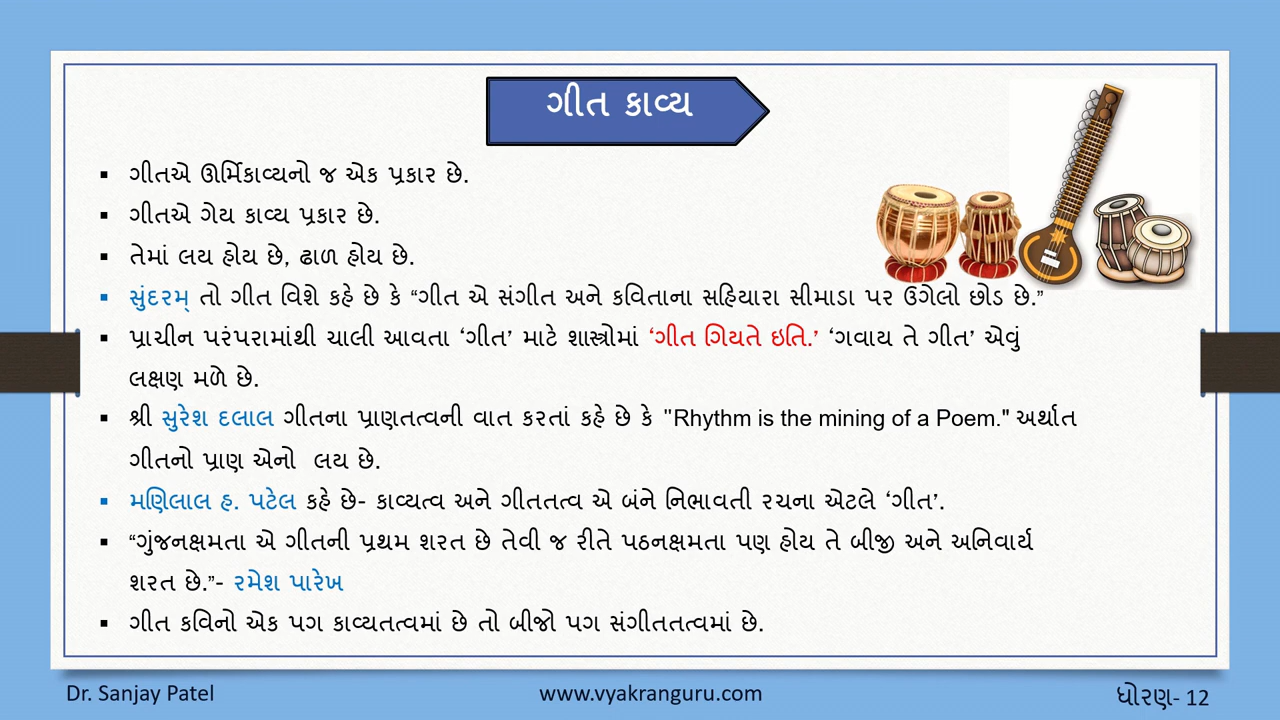 ગીત કાવ્ય
▪ ગીતએ ઊર્મિકાવ્યનો જ એક પ્રકાર છે.
▪ ગીતએ ગેય કાવ્ય પ્રકાર છે.
▪ તેમાં લય હોય છે, ઢાળ હોય છે.
▪ સુંદરમ્ તો ગીત વિશે કહે છે કે “ગીત એ સંગીત અને કવિતાના સહિયારા સીમાડા પર ઉગેલો છોડ છે.”
▪ પ્રાચીન પરંપરામાંથી ચાલી આવતા ‘ગીત’ માટે શાસ્ત્રોમાં ‘ગીત ગિયતે ઇતિ.’ ‘ગવાય તે ગીત’ એવું
લક્ષણ મળે છે.
▪ શ્રી સુરેશ દલાલ ગીતના પ્રાણતત્વની વાત કરતાં કહે છે કે "Rhythm is the mining of a Poem." અર્થાત
ગીતનો પ્રાણ એનો લય છે.
▪ મણિલાલ હ. પટેલ કહે છે- કાવ્યત્વ અને ગીતતત્વ એ બંને નિભાવતી રચના એટલે ‘ગીત’.
▪ “ગુંજનક્ષમતા એ ગીતની પ્રથમ શરત છે તેવી જ રીતે પઠનક્ષમતા પણ હોય તે બીજી અને અનિવાર્ય
શરત છે.”- રમેશ પારેખ
▪ ગીત કવિનો એક પગ કાવ્યતત્વમાં છે તો બીજો પગ સંગીતતત્વમાં છે.
Dr. Sanjay Patel
www.vyakranguru.com
ધોરણ- 12